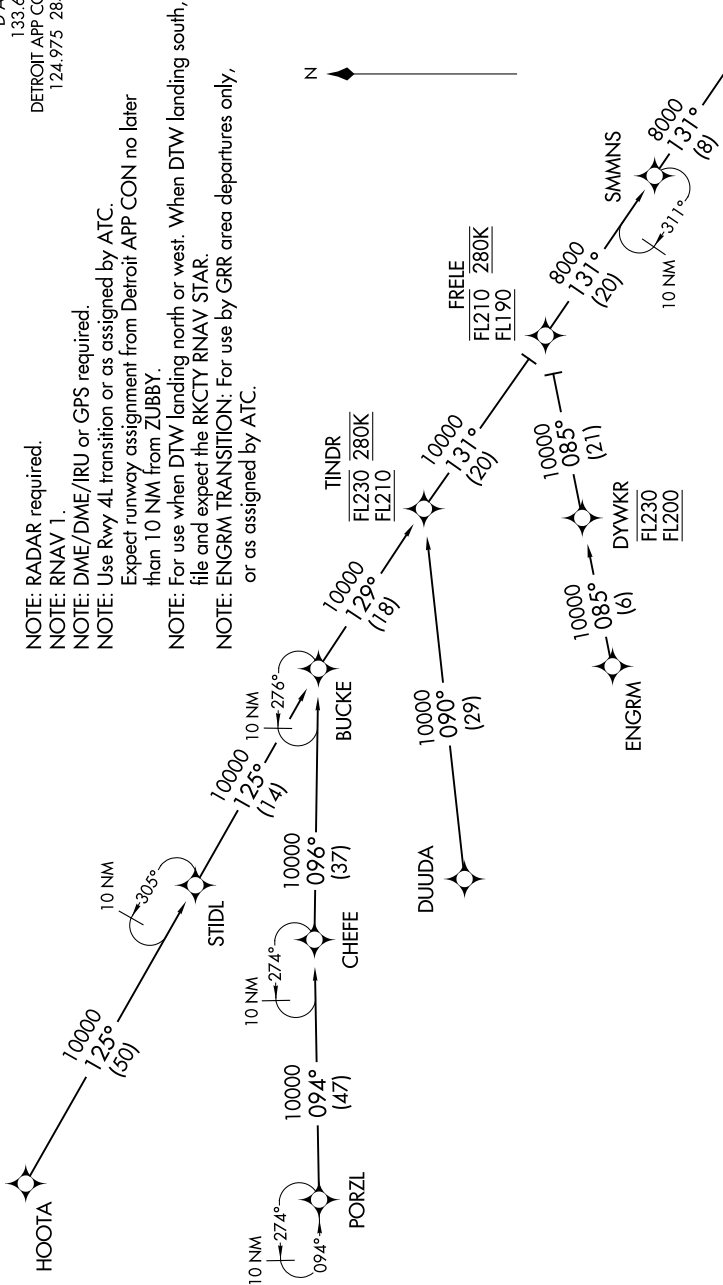 133.6
DETROIT APP CO
124.975 28
NOTE: RADAR required.
NOTE: RNAV 1.
NOTE: DME/DME/IRU or GPS required.
NOTE: Use Rwy 4L transition or as assigned by ATC.
Expect runway assignment from Detroit APP CON no later
than 10 NM from ZUBBY.
NOTE: For use when DTW landing north or west. When DTW landing south,
file and expect the RKCTY RNAV STAR.
NOTE: ENGRM TRANSITION: For use by GRR area departures only,
or as assigned by ATC.
N
HOOTA
10000
125°
(50)
10 NM
305°
STIDL
10000
125°
(14)
10 NM
276°
BUCKE
10 NM
274°
094°
PORZL
10000
094°
(47)
10 NM
274°
CHEFE
10000
096°
(37)
10000
129°
(18)
TINDR
FL230 280K
FL210
DUUDA
10000
090°
(29)
10000
131°
(20)
FRELE
FL210 280K
FL190
ENGRM
10000
085°
(6)
DYWKR
FL230
FL200
10000
085°
(21)
8000
131°
(20)
SMMNS
10 NM
311°
8000
131°
(8)